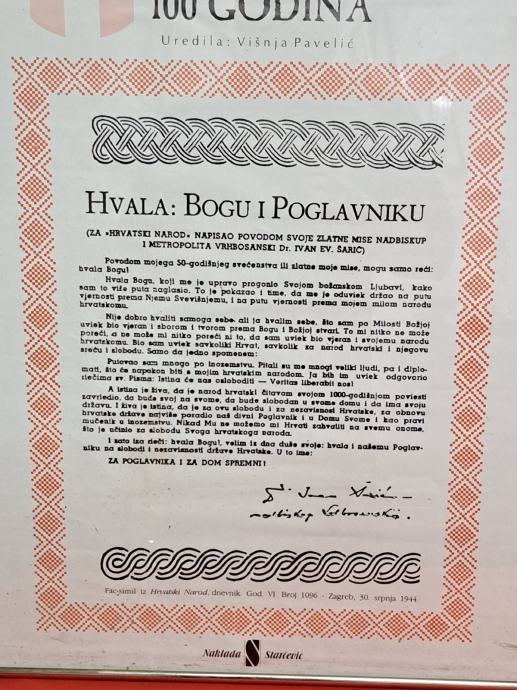 100 GODINA
Uredila: Višnja Pavelić
HVALA: BOGU I POGLAVNIKU
(ZA »HRVATSKI NAROD« NAPISAO POVODOM SVOJE ZLATNE MISE NADBISKUP
I METROPOLITA VRHBOSANSKI Dr. IVAN EV. ŠARIĆ)
Povodom mojega 50-godišnjeg svećenstva ili zlatne moje mise, mogu samo reći:
hvala Bogu!
Hvala Bogu, koji me je upravo progonio Svojom božanskom Ljubavi, kako
sam to više puta naglasio. To je pokazao i time, da me je oduviek držao na putu
vjernosti prama Njemu Svevišnjemu, i na putu vjernosti prama mojem milom narodu
hrvatskomu.
Nije dobro hvaliti samoga sebe, ali ja hvalim sebe, što sam po Milosti Božjoj
uviek bio vjeran i sborom i tvorom prema Bogu i Božjoj stvari. To mi nitko ne može
poreći, a ne može mi nitko poreći ni to, da sam uviek bio vjeran i svojemu narodu
hrvatskomu. Bio sam uviek savkoliki Hrvat, savkolik za narod hrvatski i njegovu
sreću i slobodu. Samo da jedno spomenem:
Putovao sam mnogo po inozemstvu. Pitali su me mnogi veliki ljudi, pa i diplo-
mati, što će napokon biti s mojim hrvatskim narodom. Ja bih im uviek odgovorio
riečima sv. Pisma: Istina će nas osloboditi — Veritas liberabit nos!
A istina je živa, da je narod hrvatski čitavom svojom 1000-godišnjom poviesti
zavriedio, da bude svoj na svome, da bude slobodan u svome domu i da ima svoju
državu. I živa je istina, da je za ovu slobodu i za nezavisnost Hrvatske, za obnovu
hrvatske države najviše poradio naš divni Poglavnik i u Domu Svome i kao pravi
mučenik u inozemstvu. Nikad Mu ne možemo mi Hrvati zahvaliti na svemu onome,
što je učinio za slobodu Svoga hrvatskoga naroda.
I zato iza rieči: hvala Bogu!, velim iz dna duše svoje: hvala i našemu Poglav-
niku na slobodi i nezavisnosti države Hrvatske. U to ime:
ZA POGLAVNIKA I ZA DOM SPREMNI!
Ivan Šarić
nadbiskup
Fac-simil iz Hrvatski Narod, dnevnik. God. VI Broj 1096 - Zagreb, 30. srpnja 1944.
Naklada S Starčević